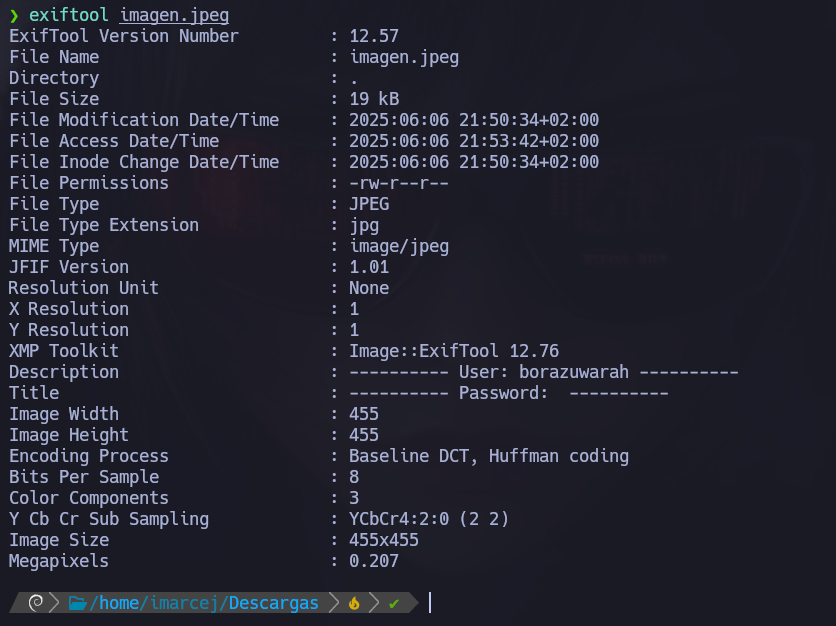 ❯ exiftool imagen.jpeg
ExifTool Version Number         : 12.57
File Name                       : imagen.jpeg
Directory                       : .
File Size                       : 19 kB
File Modification Date/Time     : 2025:06:06 21:50:34+02:00
File Access Date/Time           : 2025:06:06 21:53:42+02:00
File Inode Change Date/Time     : 2025:06:06 21:50:34+02:00
File Permissions                : -rw-r--r--
File Type                       : JPEG
File Type Extension             : jpg
MIME Type                       : image/jpeg
JFIF Version                    : 1.01
Resolution Unit                 : None
X Resolution                    : 1
Y Resolution                    : 1
XMP Toolkit                     : Image::ExifTool 12.76
Description                     : ---------- User: borazuwarah ----------
Title                           : ---------- Password:  ----------
Image Width                     : 455
Image Height                    : 455
Encoding Process                : Baseline DCT, Huffman coding
Bits Per Sample                 : 8
Color Components                : 3
Y Cb Cr Sub Sampling            : YCbCr4:2:0 (2 2)
Image Size                      : 455x455
Megapixels                      : 0.207
/home/imarcej/Descargas